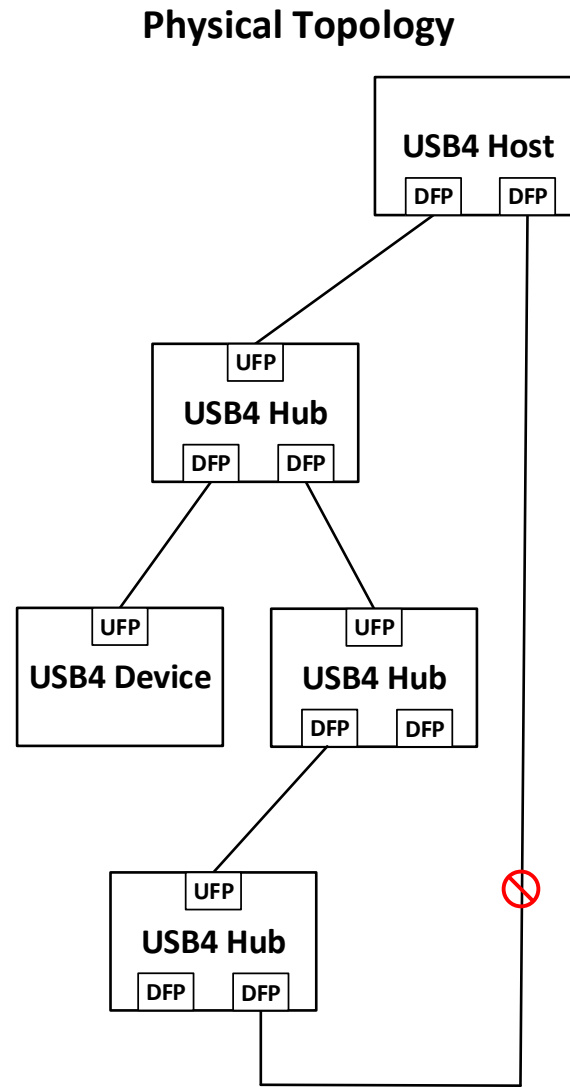 Physical Topology
USB4 Host
DFP DFP
UFP
USB4 Hub
DFP DFP
UFP UFP
USB4 Device USB4 Hub
DFP DFP
UFP
USB4 Hub
DFP DFP